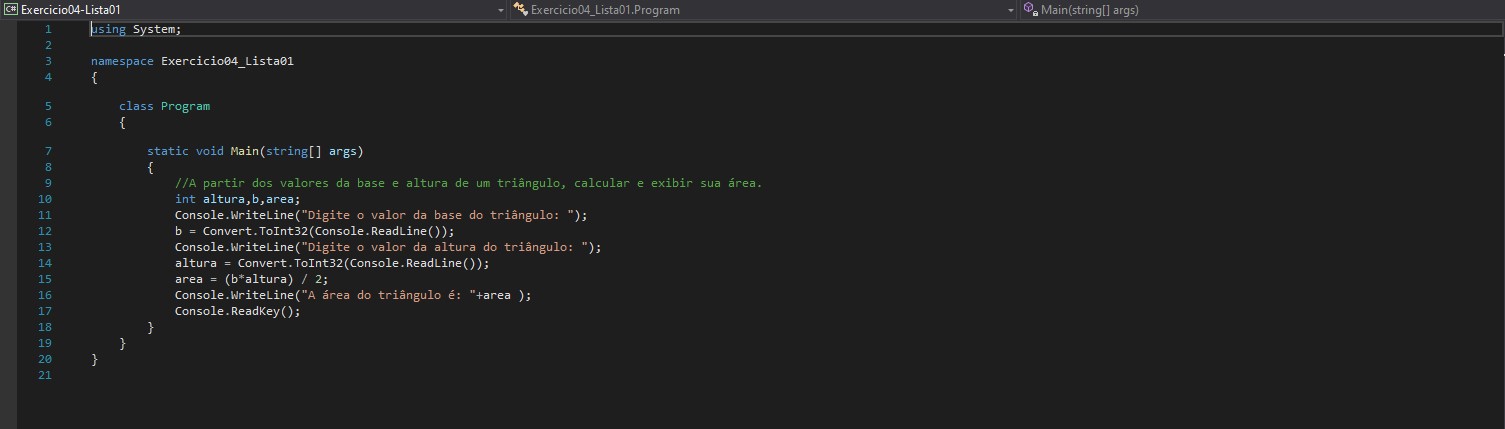 C# Exercicio04-Lista01 Exercicio04_Lista01.Program Main(string[] args)
1 using System;
2
3 namespace Exercicio04_Lista01
4 {
5 class Program
6 {
7 static void Main(string[] args)
8 {
9 //A partir dos valores da base e altura de um triângulo, calcular e exibir sua área.
10 int altura,b,area;
11 Console.WriteLine("Digite o valor da base do triângulo: ");
12 b = Convert.ToInt32(Console.ReadLine());
13 Console.WriteLine("Digite o valor da altura do triângulo: ");
14 altura = Convert.ToInt32(Console.ReadLine());
15 area = (b*altura) / 2;
16 Console.WriteLine("A área do triângulo é: "+area );
17 Console.ReadKey();
18 }
19 }
20 }
21